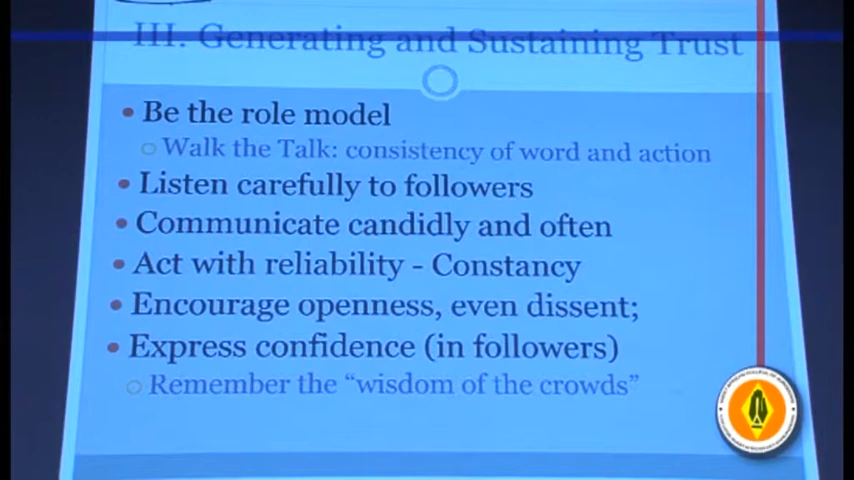 III. Generating and Sustaining Trust
• Be the role model
○ Walk the Talk: consistency of word and action
• Listen carefully to followers
• Communicate candidly and often
• Act with reliability - Constancy
• Encourage openness, even dissent;
• Express confidence (in followers)
○ Remember the “wisdom of the crowds”